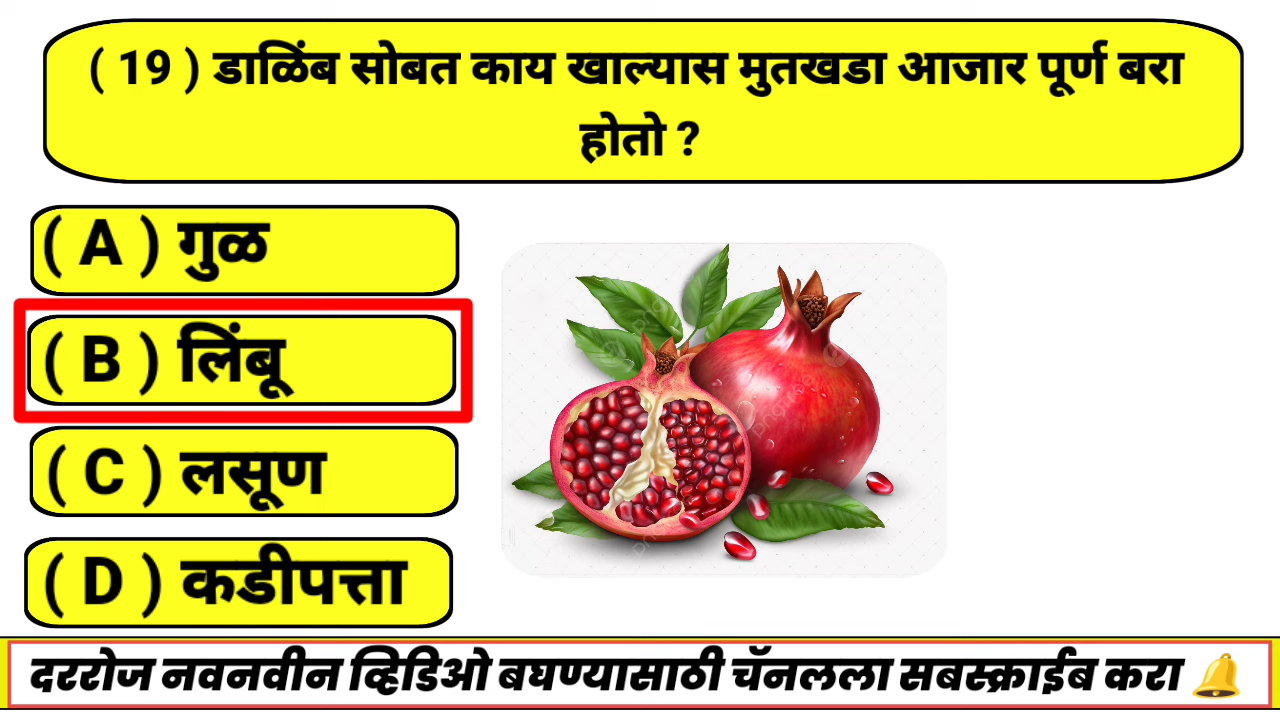 ( 19 ) डाळिंब सोबत काय खाल्यास मुतखडा आजार पूर्ण बरा
होतो ?
( A ) गुळ
( B ) लिंबू
( C ) लसूण
( D ) कडीपत्ता
दररोज नवनवीन व्हिडिओ बघण्यासाठी चॅनलला सबस्क्राईब करा 🔔